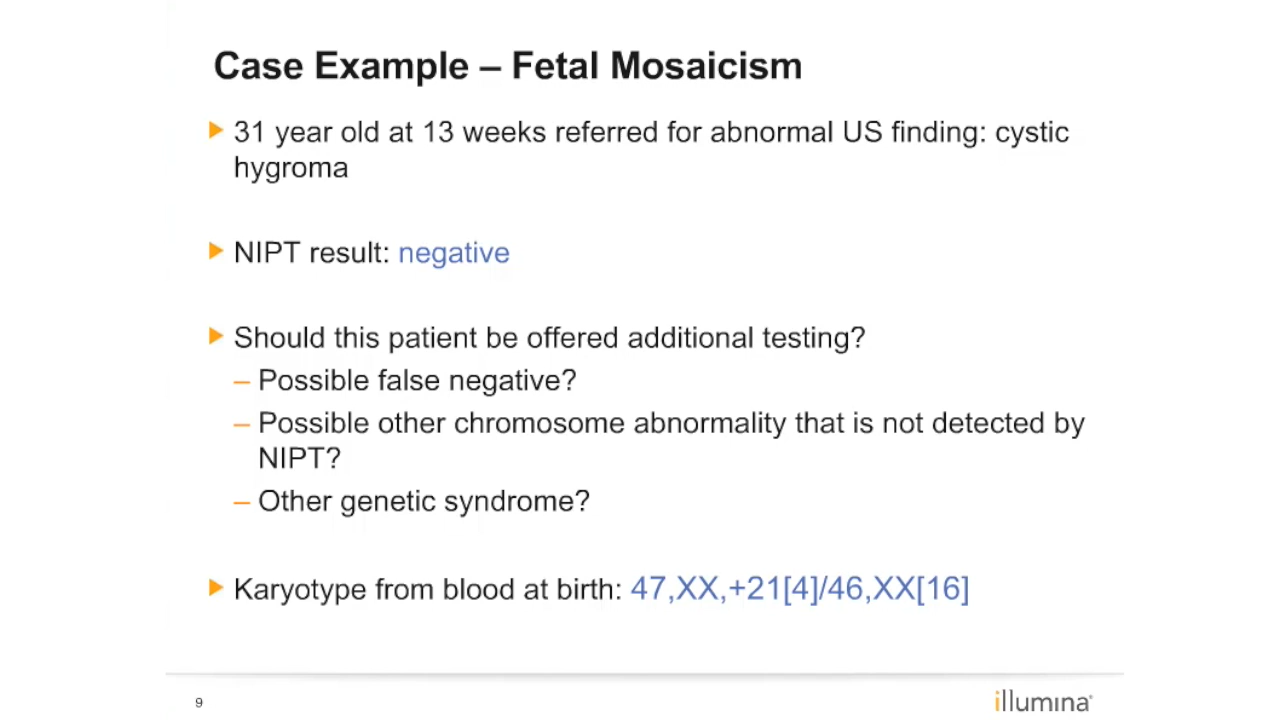 Case Example – Fetal Mosaicism
31 year old at 13 weeks referred for abnormal US finding: cystic
hygroma
NIPT result: negative
Should this patient be offered additional testing?
– Possible false negative?
– Possible other chromosome abnormality that is not detected by
NIPT?
– Other genetic syndrome?
Karyotype from blood at birth: 47,XX,+21[4]/46,XX[16]
9
illumina®